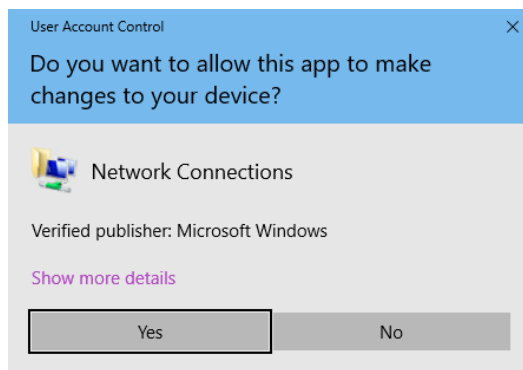 User Account Control
Do you want to allow this app to make
changes to your device?
Network Connections
Verified publisher: Microsoft Windows
Show more details
Yes
No